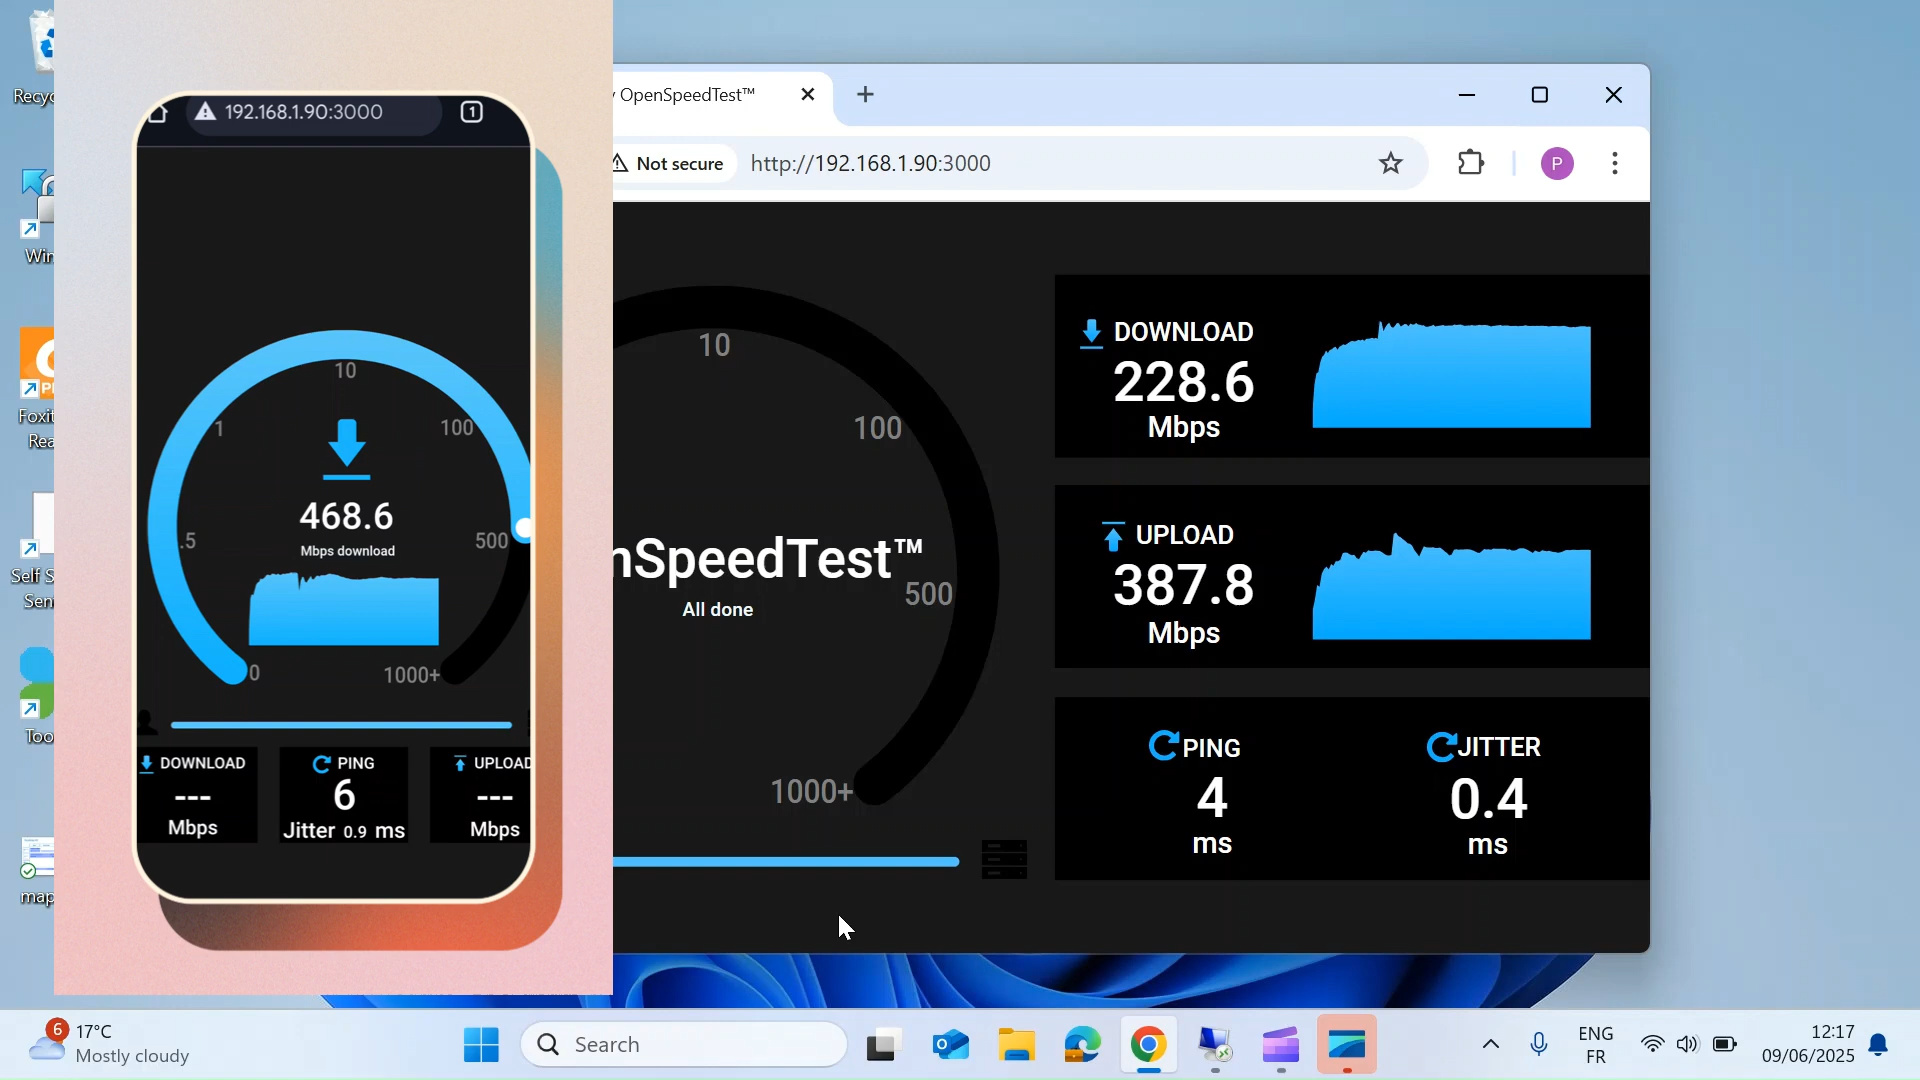 Recyc
Win
Foxit
Rea
Self S
Sen
Too
map
192.168.1.90:3000
1
10
1
100
.5
500
0
1000+
468.6
Mbps download
DOWNLOAD
---
Mbps
PING
6
Jitter 0.9 ms
UPLOAD
---
Mbps
OpenSpeedTest™
Not secure
http://192.168.1.90:3000
P
10
100
500
1000+
nSpeedTest™
All done
DOWNLOAD
228.6
Mbps
UPLOAD
387.8
Mbps
PING
4
ms
JITTER
0.4
ms
6
17°C
Mostly cloudy
Search
ENG
FR
12:17
09/06/2025